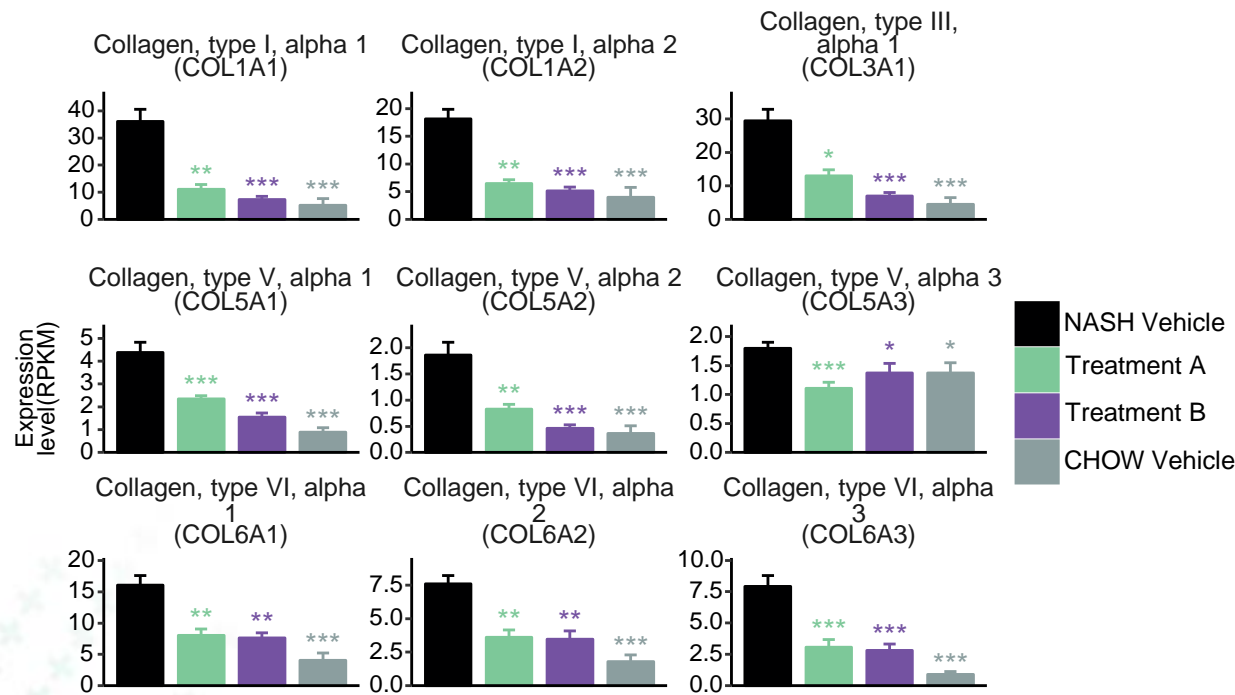 Collagen, type I, alpha 1
(COL1A1)
40
30
20
10
0
**
***
***
Collagen, type I, alpha 2
(COL1A2)
20
15
10
5
0
**
***
***
Collagen, type III,
alpha 1
(COL3A1)
30
20
10
0
*
***
***
Expression
level(RPKM)
Collagen, type V, alpha 1
(COL5A1)
5
4
3
2
1
0
***
***
***
Collagen, type V, alpha 2
(COL5A2)
2.0
1.5
1.0
0.5
0.0
**
***
***
Collagen, type V, alpha 3
(COL5A3)
2.0
1.5
1.0
0.5
0.0
***
*
*
NASH Vehicle
Treatment A
Treatment B
CHOW Vehicle
Collagen, type VI, alpha
1
(COL6A1)
20
15
10
5
0
**
**
***
Collagen, type VI, alpha
2
(COL6A2)
7.5
5.0
2.5
0.0
**
**
***
Collagen, type VI, alpha
3
(COL6A3)
10.0
7.5
5.0
2.5
0.0
***
***
***